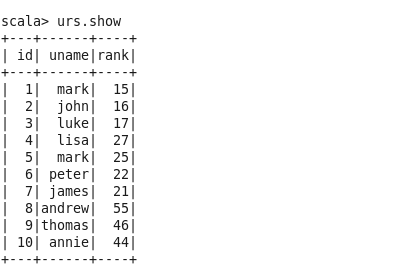 scala> urs.show
+---+------+----+
| id| uname|rank|
+---+------+----+
|  1|  mark|  15|
|  2|  john|  16|
|  3|  luke|  17|
|  4|  lisa|  27|
|  5|  mark|  25|
|  6| peter|  22|
|  7| james|  21|
|  8|andrew|  55|
|  9|thomas|  46|
| 10| annie|  44|
+---+------+----+